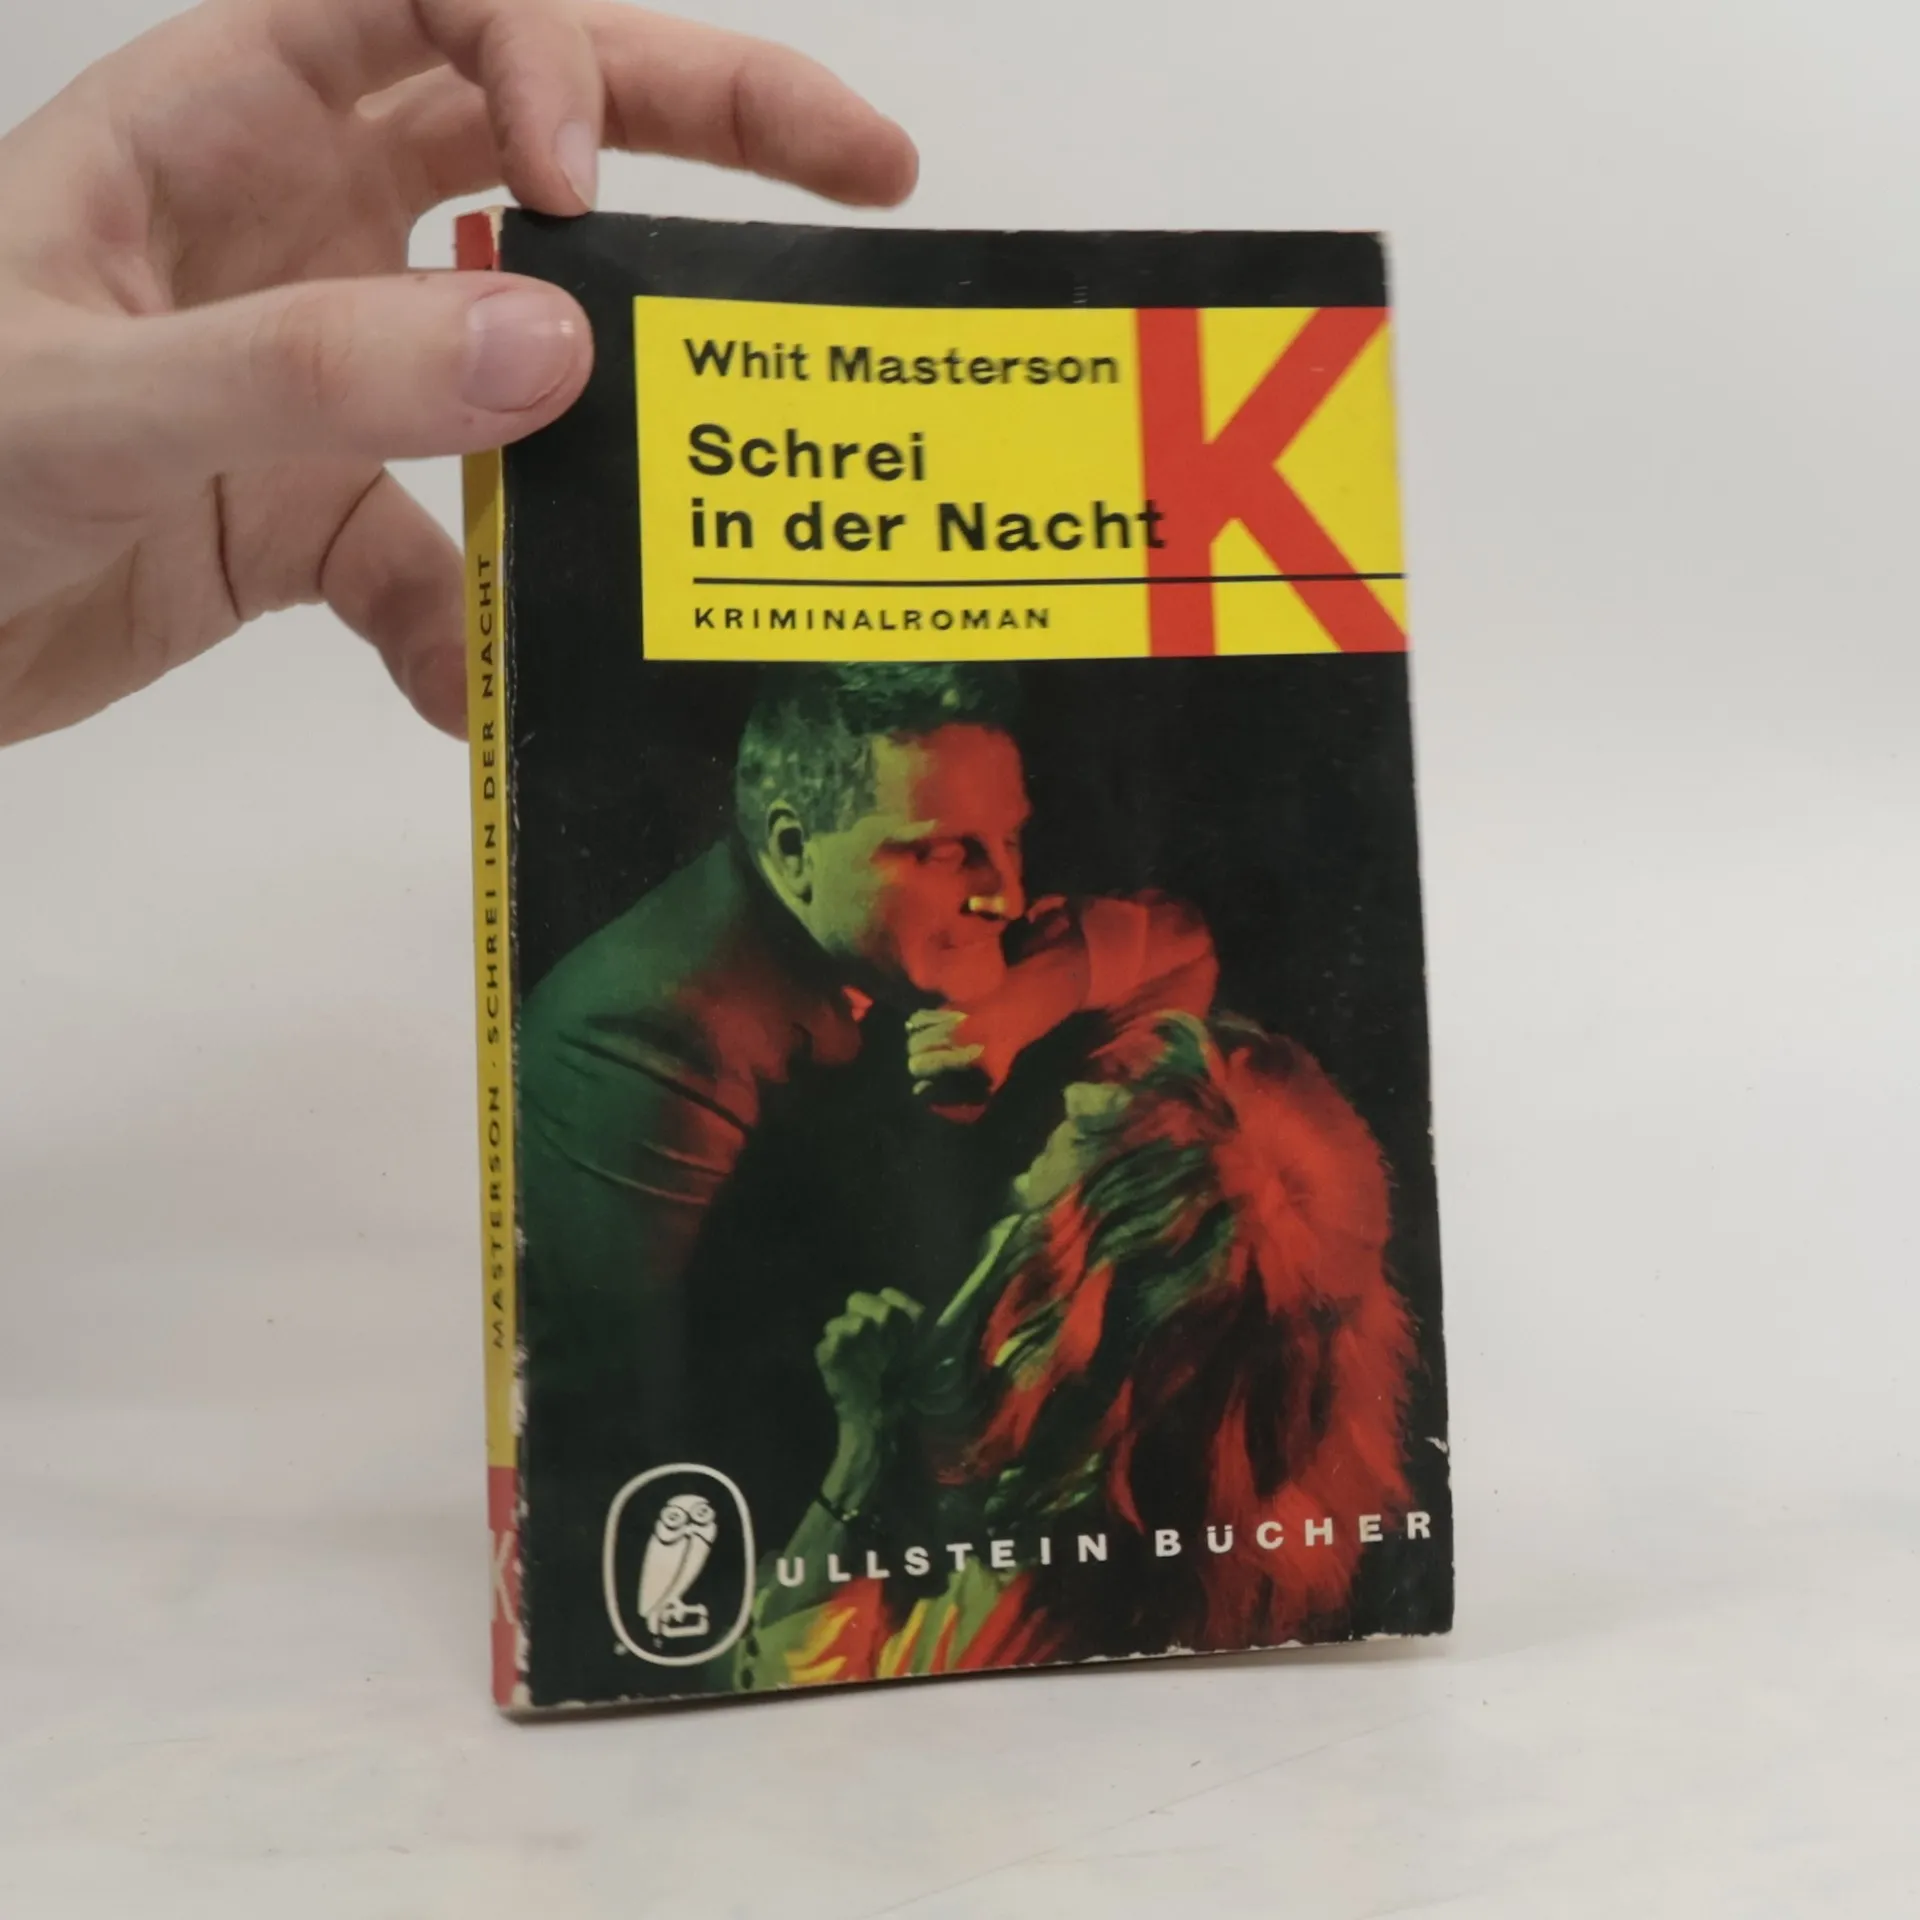 Whit Masterson
Schrei
in der Nacht
K
KRIMINALROMAN
ULLSTEIN BÜCHER
MASTERSON · SCHREI IN DER NACHT
K